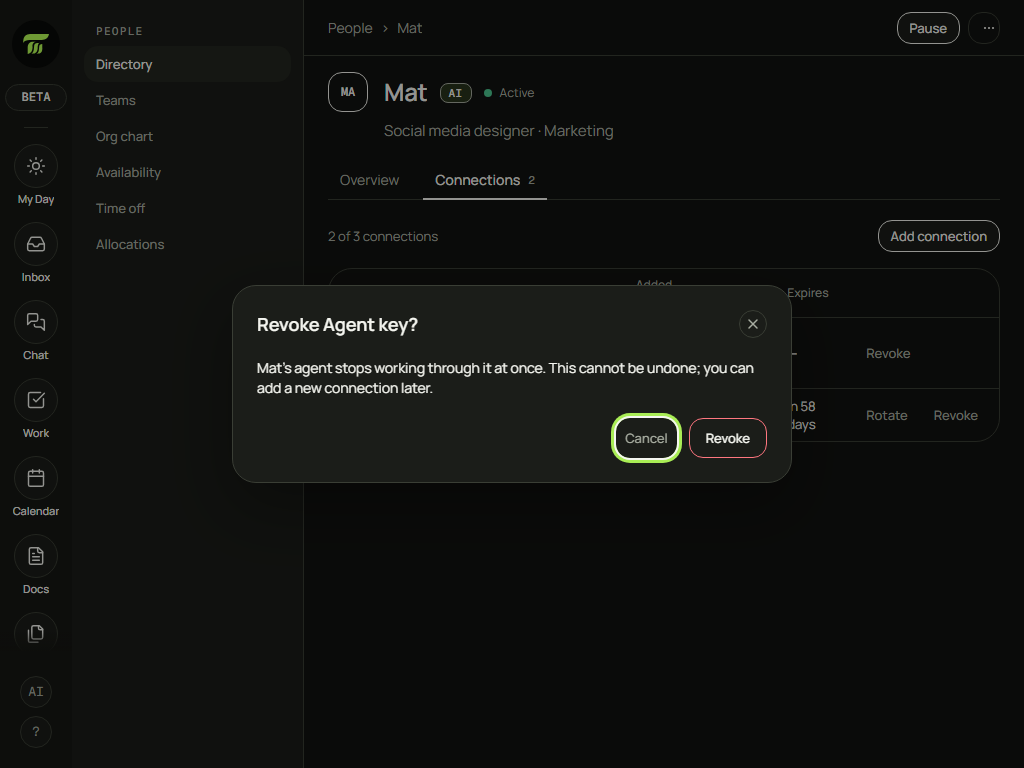 PEOPLE
Directory
Teams
Org chart
Availability
Time off
Allocations
BETA
My Day
Inbox
Chat
Work
Calendar
Docs
AI
?
People › Mat
Pause
···
MA
Mat
AI
Active
Social media designer · Marketing
Overview
Connections 2
2 of 3 connections
Add connection
Added
Expires
Revoke
58
days
Rotate
Revoke
Revoke Agent key?
Mat's agent stops working through it at once. This cannot be undone; you can
add a new connection later.
Cancel
Revoke